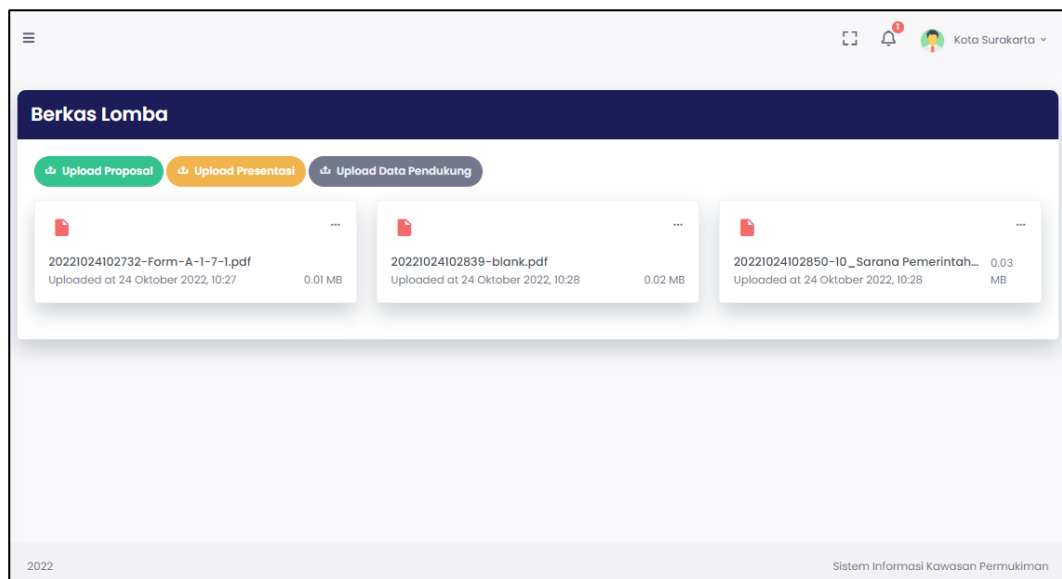 1
Kota Surakarta
Berkas Lomba
Upload Proposal
Upload Presentasi
Upload Data Pendukung
20221024102732-Form-A-1-7-1.pdf
Uploaded at 24 Oktober 2022, 10:27
0.01 MB
20221024102839-blank.pdf
Uploaded at 24 Oktober 2022, 10:28
0.02 MB
20221024102850-10_Sarana Pemerintah...
Uploaded at 24 Oktober 2022, 10:28
0.03
MB
2022
Sistem Informasi Kawasan Permukiman